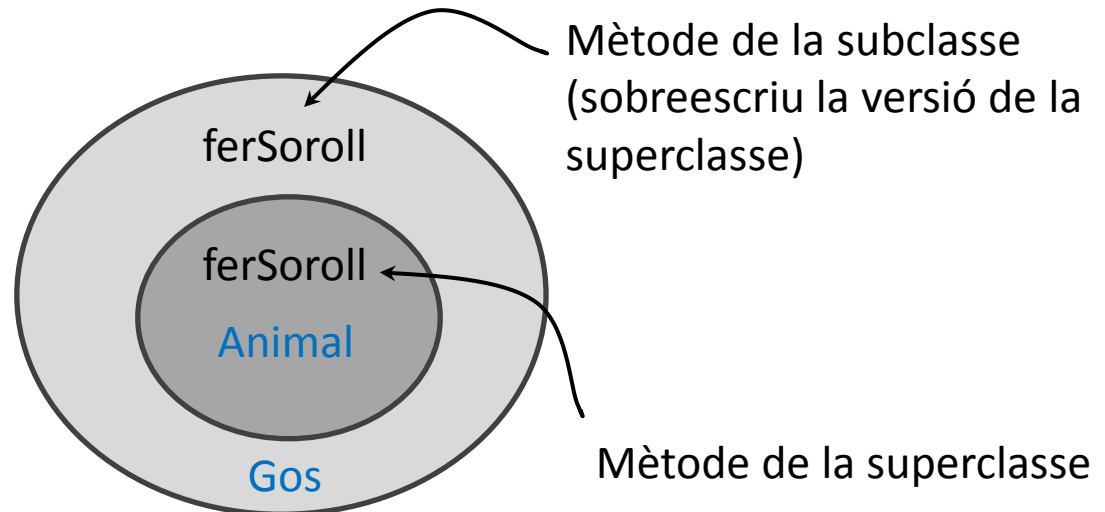 Mètode de la subclasse
(sobreescriu la versió de la
superclasse)
ferSoroll
ferSoroll
Animal
Gos
Mètode de la superclasse